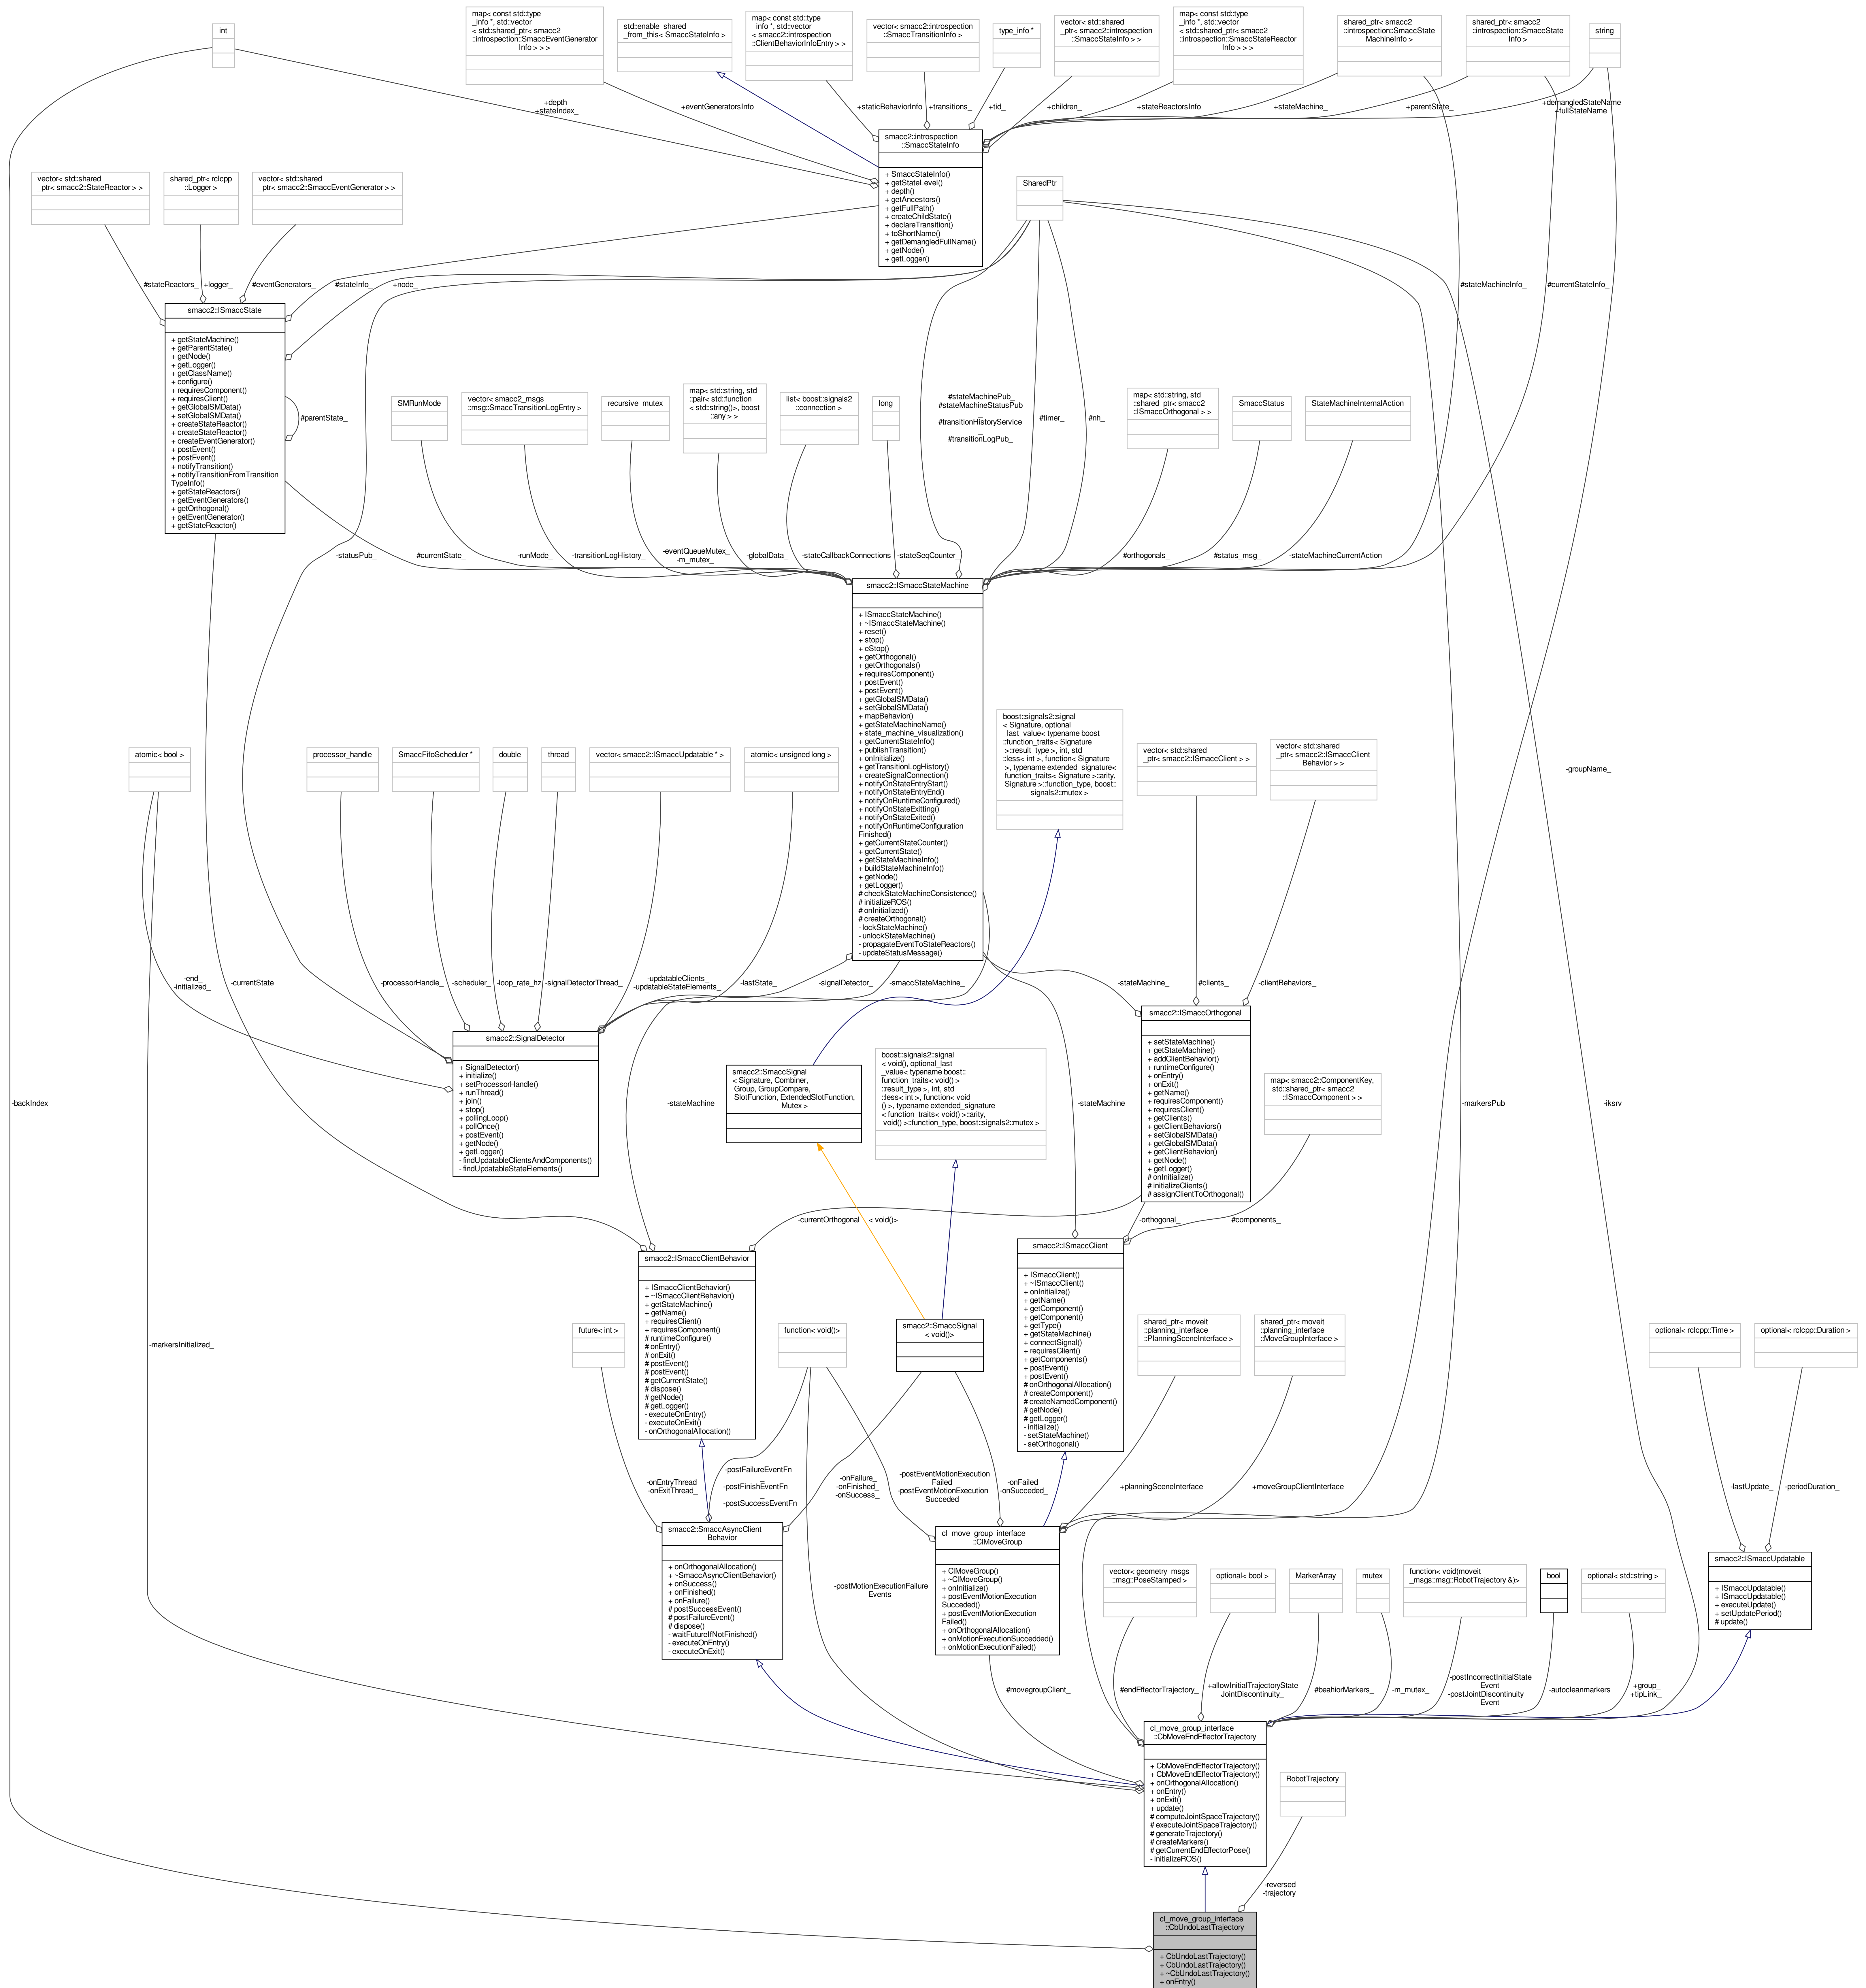 int
map< const std::type
_info *, std::vector
< std::shared_ptr< smacc2
::introspection::SmaccEventGenerator
Info > > >
std::enable_shared
_from_this< SmaccStateInfo >
map< const std::type
_info *, std::vector
< smacc2::introspection
::ClientBehaviorInfoEntry > >
vector< smacc2::introspection
::SmaccTransitionInfo >
type_info *
vector< std::shared
_ptr< smacc2::introspection
::SmaccStateInfo > >
map< const std::type
_info *, std::vector
< std::shared_ptr< smacc2
::introspection::SmaccStateReactor
Info > > >
shared_ptr< smacc2
::introspection::SmaccState
MachineInfo >
shared_ptr< smacc2
::introspection::SmaccState
Info >
string
+depth_
+stateIndex_
+eventGeneratorsInfo
+staticBehaviorInfo
+transitions_
+tid_
+children_
+stateReactorsInfo
+stateMachine_
+parentState_
+demangledStateName
+fullStateName
smacc2::introspection
::SmaccStateInfo
+ SmaccStateInfo()
+ getStateLevel()
+ depth()
+ getAncestors()
+ getFullPath()
+ createChildState()
+ declareTransition()
+ toShortName()
+ getDemangledFullName()
+ getNode()
+ getLogger()
vector< std::shared
_ptr< smacc2::StateReactor > >
shared_ptr< rclcpp
::Logger >
vector< std::shared
_ptr< smacc2::SmaccEventGenerator > >
SharedPtr
#stateReactors_
+logger_
#eventGenerators_
#stateInfo_
+node_
#stateMachineInfo_
#currentStateInfo_
smacc2::ISmaccState
+ getStateMachine()
+ getParentState()
+ getNode()
+ getLogger()
+ getClassName()
+ configure()
+ requiresComponent()
+ requiresClient()
+ getGlobalSMData()
+ setGlobalSMData()
+ createStateReactor()
+ createStateReactor()
+ createEventGenerator()
+ postEvent()
+ postEvent()
+ notifyTransition()
+ notifyTransitionFromTransition
TypeInfo()
+ getStateReactors()
+ getEventGenerators()
+ getOrthogonal()
+ getEventGenerator()
+ getStateReactor()
#parentState_
SMRunMode
vector< smacc2_msgs
::msg::SmaccTransitionLogEntry >
recursive_mutex
map< std::string, std
::pair< std::function
< std::string()>, boost
::any > >
list< boost::signals2
::connection >
long
#stateMachinePub_
#stateMachineStatusPub
_
#transitionHistoryService
_
#transitionLogPub_
#timer_
#nh_
map< std::string, std
::shared_ptr< smacc2
::ISmaccOrthogonal > >
SmaccStatus
StateMachineInternalAction
-statusPub_
#currentState_
-runMode_
-transitionLogHistory_
-eventQueueMutex_
-m_mutex_
-globalData_
-stateCallbackConnections
-stateSeqCounter_
#orthogonals_
#status_msg_
-stateMachineCurrentAction
smacc2::ISmaccStateMachine
+ ISmaccStateMachine()
+ ~ISmaccStateMachine()
+ reset()
+ stop()
+ eStop()
+ getOrthogonal()
+ getOrthogonals()
+ requiresComponent()
+ postEvent()
+ postEvent()
+ getGlobalSMData()
+ setGlobalSMData()
+ mapBehavior()
+ getStateMachineName()
+ state_machine_visualization()
+ getCurrentStateInfo()
+ publishTransition()
+ onInitialize()
+ getTransitionLogHistory()
+ createSignalConnection()
+ notifyOnStateEntryStart()
+ notifyOnStateEntryEnd()
+ notifyOnRuntimeConfigured()
+ notifyOnStateExitting()
+ notifyOnStateExited()
+ notifyOnRuntimeConfiguration
Finished()
+ getCurrentStateCounter()
+ getCurrentState()
+ getStateMachineInfo()
+ buildStateMachineInfo()
+ getNode()
+ getLogger()
# checkStateMachineConsistence()
# initializeROS()
# onInitialized()
# createOrthogonal()
- lockStateMachine()
- unlockStateMachine()
- propagateEventToStateReactors()
- updateStatusMessage()
atomic< bool >
processor_handle
SmaccFifoScheduler *
double
thread
vector< smacc2::ISmaccUpdatable * >
atomic< unsigned long >
boost::signals2::signal
< Signature, optional
_last_value< typename boost
::function_traits< Signature
>::result_type >, int, std
::less< int >, function< Signature
>, typename extended_signature<
function_traits< Signature >::arity,
Signature >::function_type, boost::
signals2::mutex >
vector< std::shared
_ptr< smacc2::ISmaccClient > >
vector< std::shared
_ptr< smacc2::ISmaccClient
Behavior > >
-groupName_
-end_
-initialized_
-currentState
-processorHandle_
-scheduler_
-loop_rate_hz_
-signalDetectorThread_
-updatableClients_
-updatableStateElements_
-lastState_
-signalDetector_
-smaccStateMachine_
-stateMachine_
#clients_
-clientBehaviors_
smacc2::SignalDetector
+ SignalDetector()
+ initialize()
+ setProcessorHandle()
+ runThread()
+ join()
+ stop()
+ pollingLoop()
+ pollOnce()
+ postEvent()
+ getNode()
+ getLogger()
- findUpdatableClientsAndComponents()
- findUpdatableStateElements()
smacc2::ISmaccOrthogonal
+ setStateMachine()
+ getStateMachine()
+ addClientBehavior()
+ runtimeConfigure()
+ onEntry()
+ onExit()
+ getName()
+ requiresComponent()
+ requiresClient()
+ getClients()
+ getClientBehaviors()
+ setGlobalSMData()
+ getGlobalSMData()
+ getClientBehavior()
+ getNode()
+ getLogger()
# onInitialize()
# initializeClients()
# assignClientToOrthogonal()
smacc2::SmaccSignal
< Signature, Combiner,
Group, GroupCompare,
SlotFunction, ExtendedSlotFunction,
Mutex >
boost::signals2::signal
< void(), optional_last
_value< typename boost::
function_traits< void() >
::result_type >, int, std
::less< int >, function< void
() >, typename extended_signature
< function_traits< void() >::arity,
void() >::function_type, boost::signals2::mutex >
map< smacc2::ComponentKey,
std::shared_ptr< smacc2
::ISmaccComponent > >
-backIndex_
-stateMachine_
-stateMachine_
-markersPub_
-iksrv_
-currentOrthogonal
< void()>
-orthogonal_
#components_
smacc2::ISmaccClientBehavior
+ ISmaccClientBehavior()
+ ~ISmaccClientBehavior()
+ getStateMachine()
+ getName()
+ requiresClient()
+ requiresComponent()
# runtimeConfigure()
# onEntry()
# onExit()
# postEvent()
# postEvent()
# getCurrentState()
# dispose()
# getNode()
# getLogger()
- executeOnEntry()
- executeOnExit()
- onOrthogonalAllocation()
smacc2::ISmaccClient
+ ISmaccClient()
+ ~ISmaccClient()
+ onInitialize()
+ getName()
+ getComponent()
+ getComponent()
+ getType()
+ getStateMachine()
+ connectSignal()
+ requiresClient()
+ getComponents()
+ postEvent()
+ postEvent()
# onOrthogonalAllocation()
# createComponent()
# createNamedComponent()
# getNode()
# getLogger()
- initialize()
- setStateMachine()
- setOrthogonal()
future< int >
function< void()>
smacc2::SmaccSignal
< void()>
shared_ptr< moveit
::planning_interface
::PlanningSceneInterface >
shared_ptr< moveit
::planning_interface
::MoveGroupInterface >
optional< rclcpp::Time >
optional< rclcpp::Duration >
-markersInitialized_
-onEntryThread_
-onExitThread_
-postFailureEventFn
_
-postFinishEventFn
_
-postSuccessEventFn_
-onFailure_
-onFinished_
-onSuccess_
-postEventMotionExecution
Failed_
-postEventMotionExecution
Succeded_
-onFailed_
-onSucceded_
+planningSceneInterface
+moveGroupClientInterface
-lastUpdate_
-periodDuration_
smacc2::SmaccAsyncClient
Behavior
+ onOrthogonalAllocation()
+ ~SmaccAsyncClientBehavior()
+ onSuccess()
+ onFinished()
+ onFailure()
# postSuccessEvent()
# postFailureEvent()
# dispose()
- waitFutureIfNotFinished()
- executeOnEntry()
- executeOnExit()
cl_move_group_interface
::ClMoveGroup
+ ClMoveGroup()
+ ~ClMoveGroup()
+ onInitialize()
+ postEventMotionExecution
Succeded()
+ postEventMotionExecution
Failed()
+ onOrthogonalAllocation()
+ onMotionExecutionSuccedded()
+ onMotionExecutionFailed()
smacc2::ISmaccUpdatable
+ ISmaccUpdatable()
+ ISmaccUpdatable()
+ executeUpdate()
+ setUpdatePeriod()
# update()
-postMotionExecutionFailure
Events
vector< geometry_msgs
::msg::PoseStamped >
optional< bool >
MarkerArray
mutex
function< void(moveit
_msgs::msg::RobotTrajectory &)>
bool
optional< std::string >
#movegroupClient_
#endEffectorTrajectory_
+allowInitialTrajectoryState
JointDiscontinuity_
#beahiorMarkers_
-m_mutex_
-postIncorrectInitialState
Event
-postJointDiscontinuity
Event
-autocleanmarkers
+group_
+tipLink_
cl_move_group_interface
::CbMoveEndEffectorTrajectory
+ CbMoveEndEffectorTrajectory()
+ CbMoveEndEffectorTrajectory()
+ onOrthogonalAllocation()
+ onEntry()
+ onExit()
+ update()
# computeJointSpaceTrajectory()
# executeJointSpaceTrajectory()
# generateTrajectory()
# createMarkers()
# getCurrentEndEffectorPose()
- initializeROS()
RobotTrajectory
-reversed
-trajectory
cl_move_group_interface
::CbUndoLastTrajectory
+ CbUndoLastTrajectory()
+ CbUndoLastTrajectory()
+ ~CbUndoLastTrajectory()
+ onEntry()